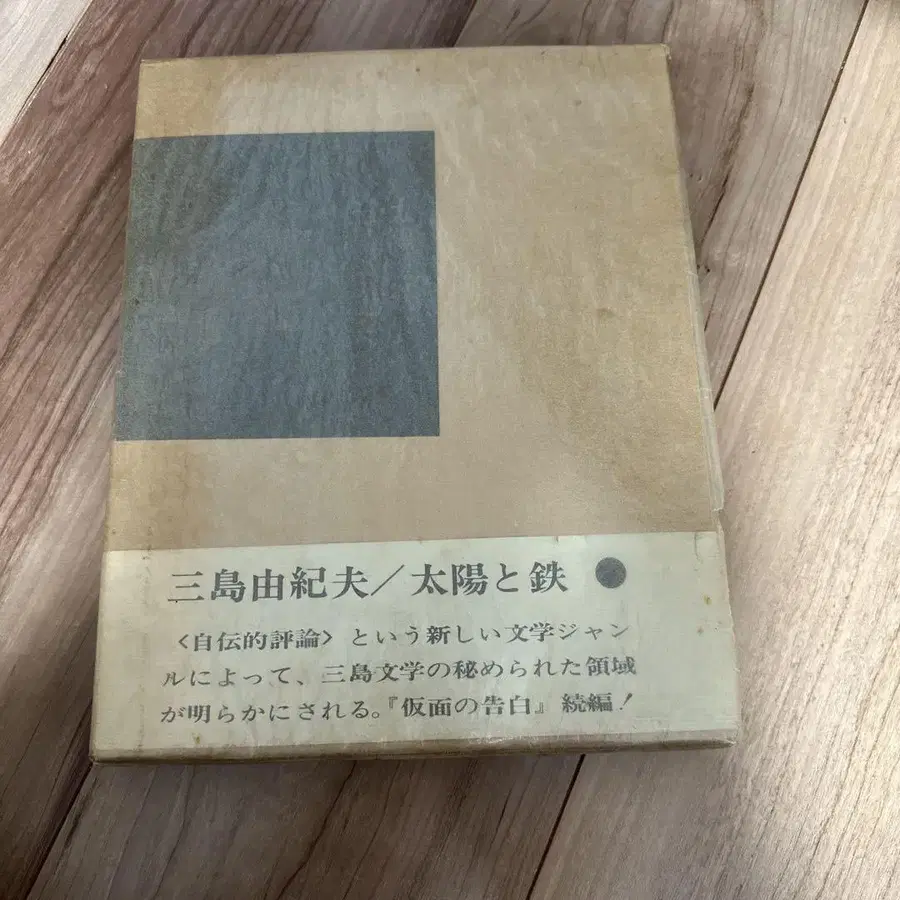 三島由紀夫／太陽と鉄 ●
〈自伝的評論〉という新しい文学ジャン
ルによって、三島文学の秘められた領域
が明らかにされる。『仮面の告白』続編！